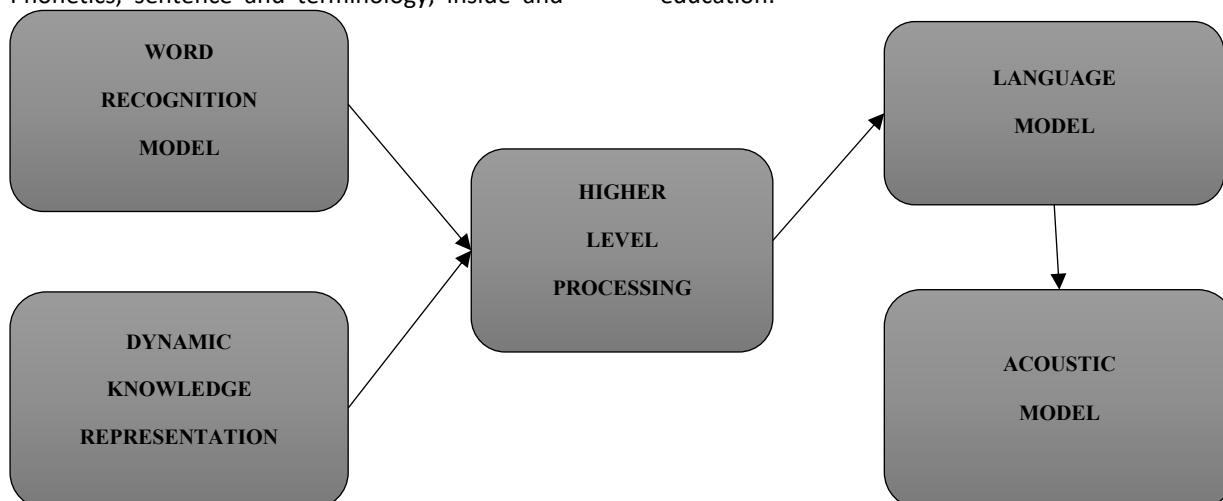 Phonetics, sentence and terminology, inside and
education.
WORD
RECOGNITION
MODEL
DYNAMIC
KNOWLEDGE
REPRESENTATION
HIGHER
LEVEL
PROCESSING
LANGUAGE
MODEL
ACOUSTIC
MODEL